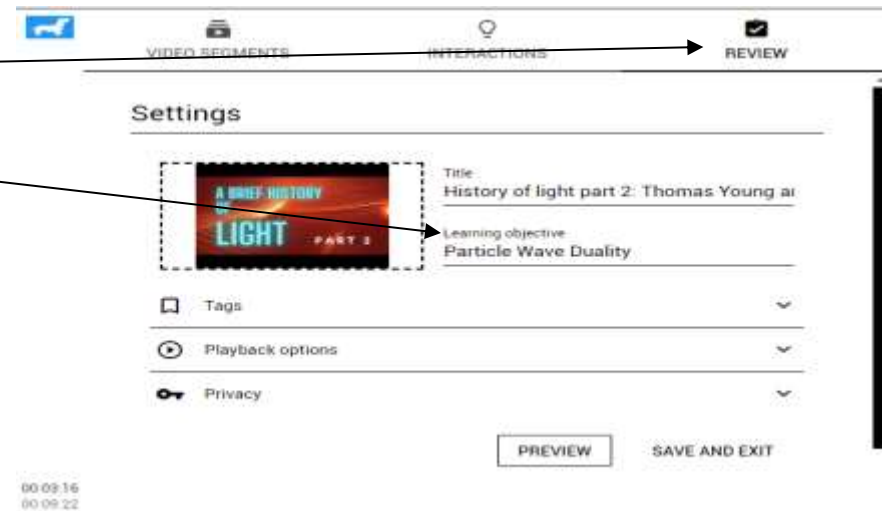 VIDEO SEGMENTS
INTERACTIONS
REVIEW
Settings
A BRIEF HISTORY
OF
LIGHT PART 2
Title
History of light part 2: Thomas Young ar
Learning objective
Particle Wave Duality
Tags
Playback options
Privacy
PREVIEW SAVE AND EXIT
00:09:16
00:09:22